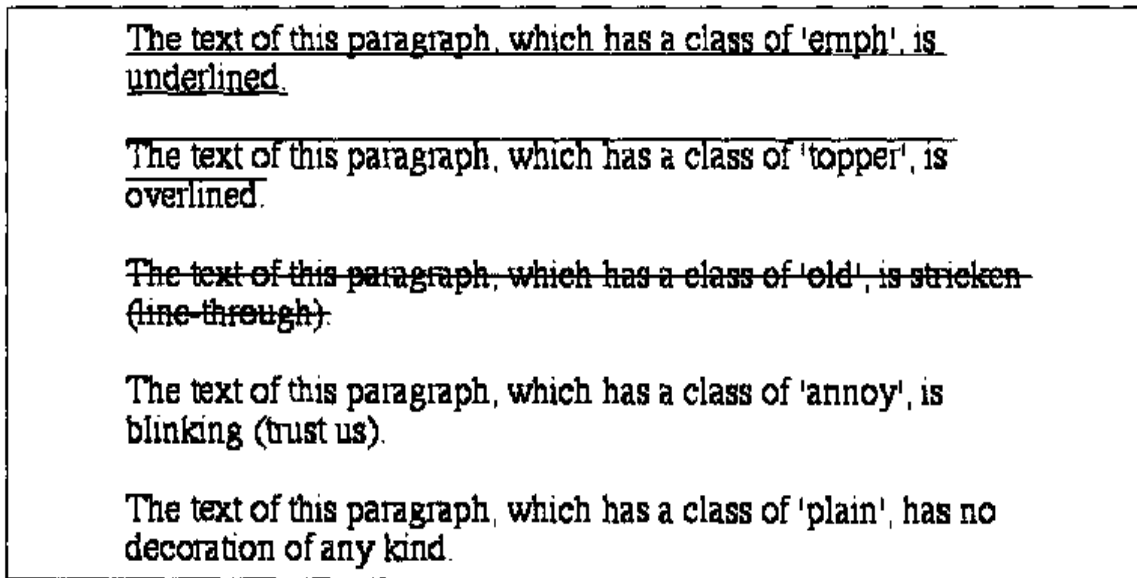 The text of this paragraph, which has a class of 'emph', is
underlined.
The text of this paragraph, which has a class of 'topper', is
overlined.
The text of this paragraph, which has a class of 'old', is stricken
(line-through).
The text of this paragraph, which has a class of 'annoy', is
blinking (trust us).
The text of this paragraph, which has a class of 'plain', has no
decoration of any kind.